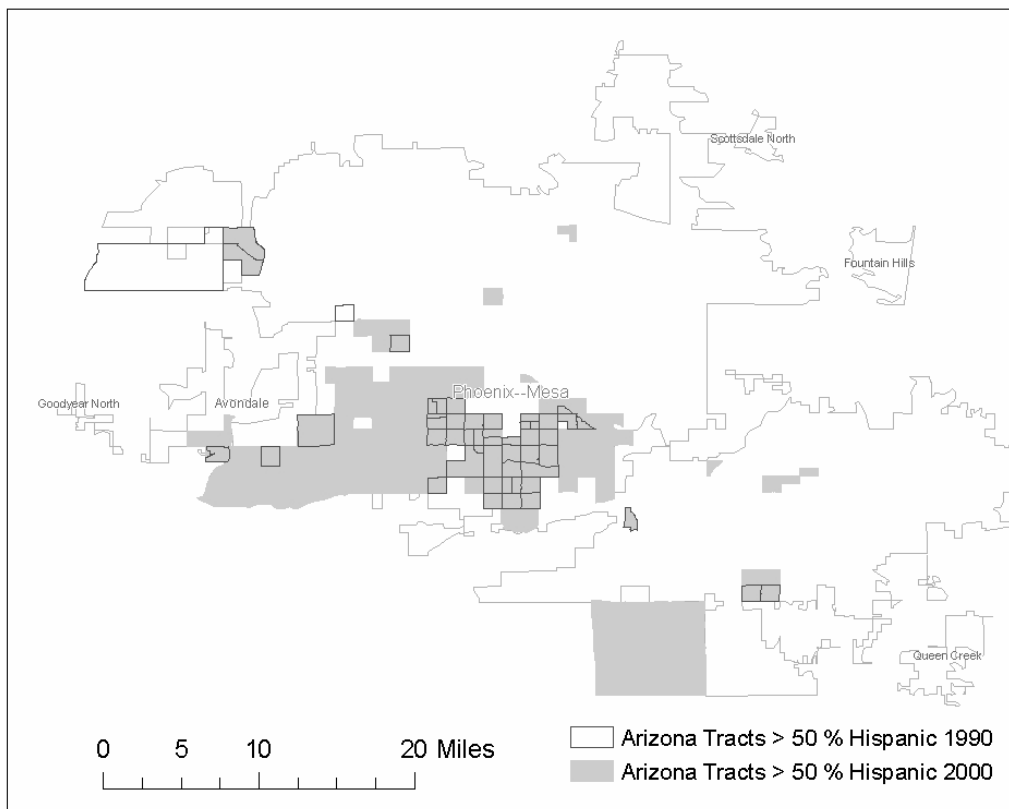 Scottsdale North
Fountain Hills
Phoenix--Mesa
Goodyear North
Avondale
Queen Creek
0 5 10 20 Miles
Arizona Tracts > 50 % Hispanic 1990
Arizona Tracts > 50 % Hispanic 2000